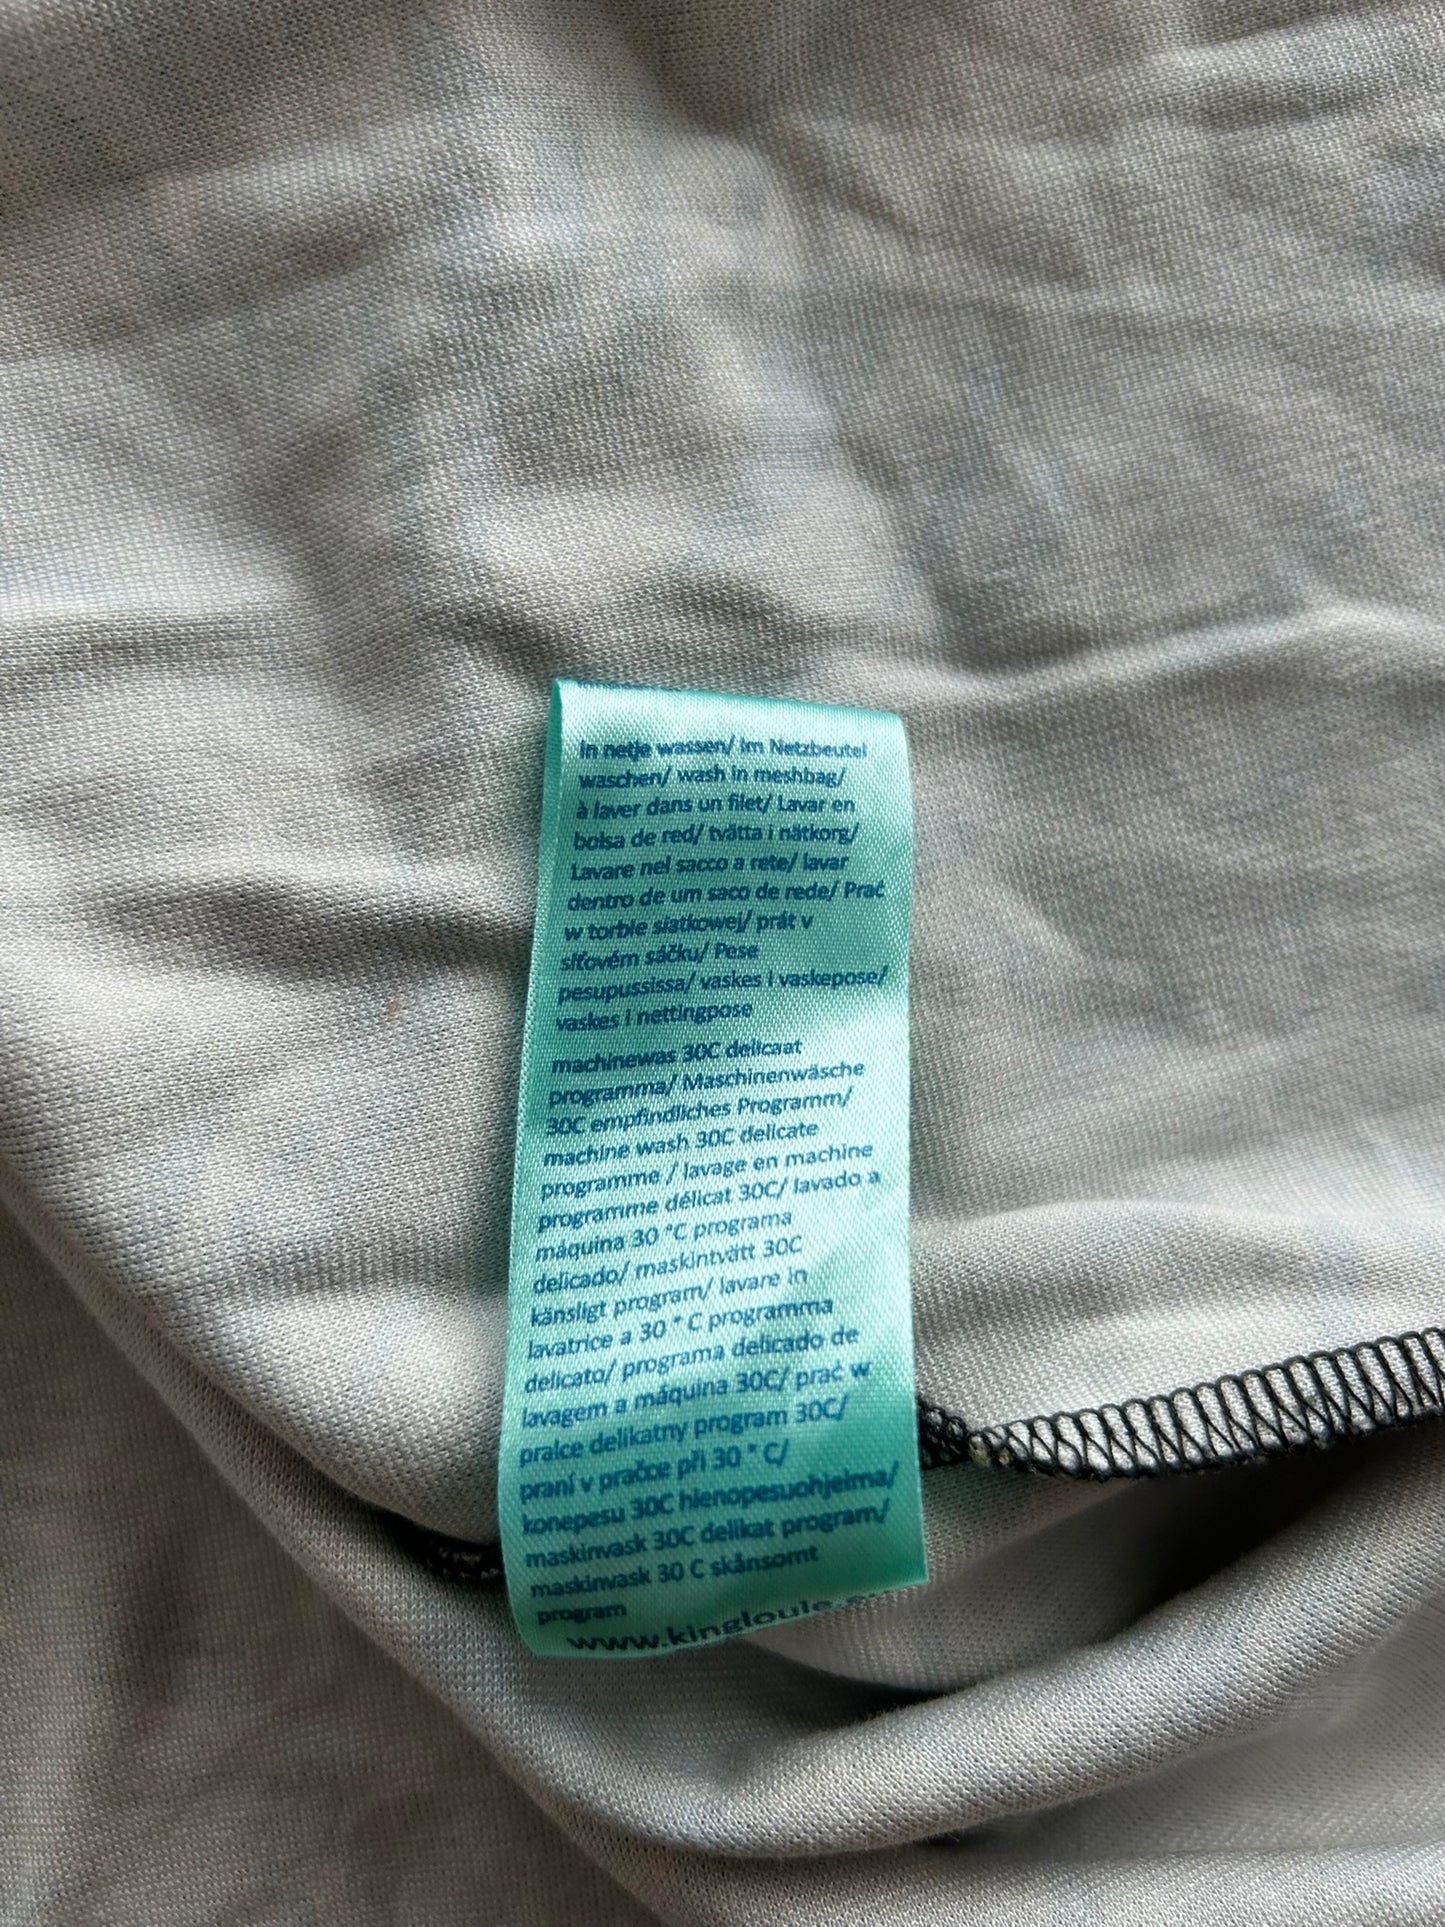 in netje wassen/ im Netzbeutel
waschen/ wash in meshbag/
à laver dans un filet/ Lavar en
bolsa de red/ tvätta i nätkorg/
Lavare nel sacco a rete/ lavar
dentro de um saco de rede/ Prać
w torbie siatkowej/ prát v
síťovém sáčku/ Pese
pesupussissa/ vaskes i vaskepose/
vaskes i nettingpose
machinewas 30C delicaat
programma/ Maschinenwäsche
30C empfindliches Programm/
machine wash 30C delicate
programme / lavage en machine
programme délicat 30C/ lavado a
máquina 30 °C programa
delicado/ maskintvätt 30C
känsligt program/ lavare in
lavatrice a 30 ° C programma
delicato/ programa delicado de
lavagem a máquina 30C/ prać w
pralce delikatny program 30C/
praní v pračce při 30 ° C/
konepesu 30C hienopesuohjelma/
maskinvask 30C delikat program/
maskinvask 30 C skånsomt
program
www.kinglouie.